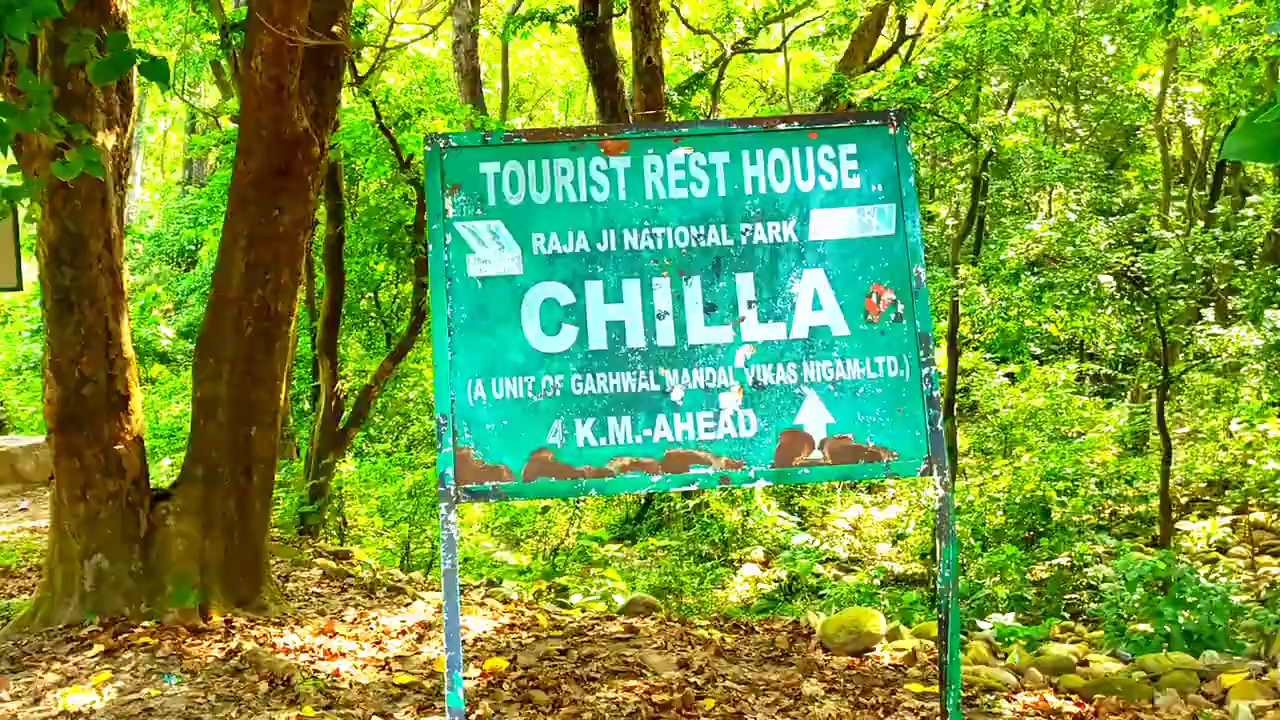 TOURIST REST HOUSE
RAJA JI NATIONAL PARK
CHILLA
(A UNIT OF GARHWAL MANDAL VIKAS NIGAM-LTD.)
4 K.M.-AHEAD